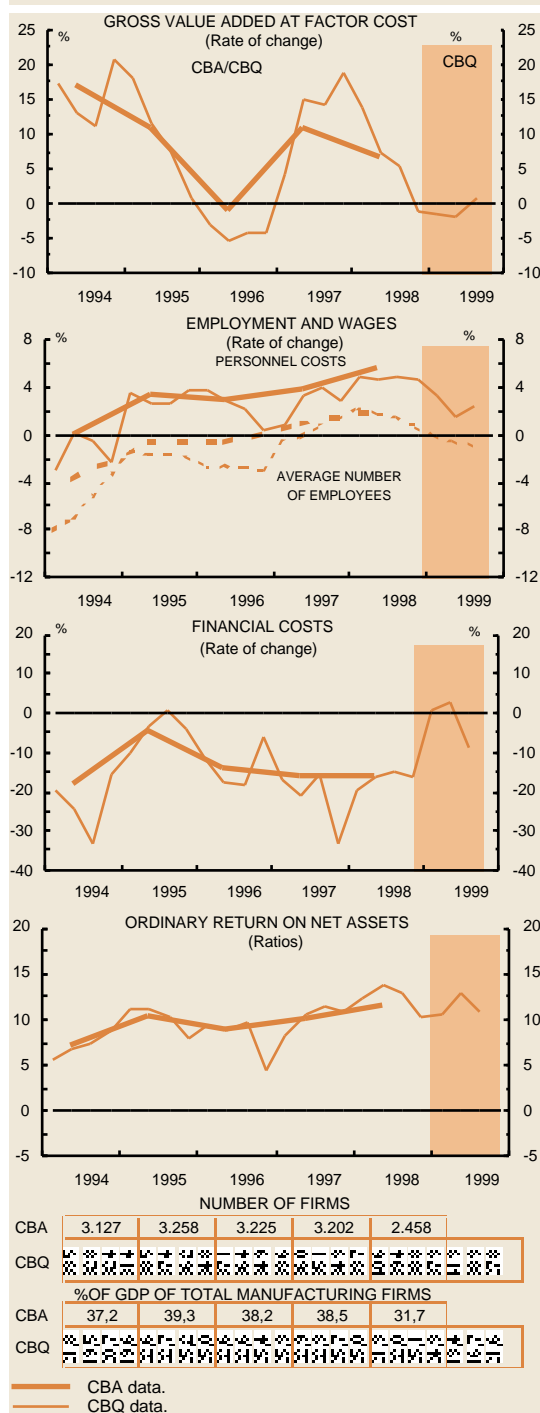 GROSS VALUE ADDED AT FACTOR COST
(Rate of change)
% CBA/CBQ CBQ %
25 25
20 20
15 15
10 10
5 5
0 0
-5 -5
-10 -10
1994 1995 1996 1997 1998 1999
EMPLOYMENT AND WAGES
(Rate of change)
% %
PERSONNEL COSTS
8 8
4 4
0 0
-4 -4
AVERAGE NUMBER
OF EMPLOYEES
-8 -8
-12 -12
1994 1995 1996 1997 1998 1999
FINANCIAL COSTS
(Rate of change)
% %
20 20
10 10
0 0
-10 -10
-20 -20
-30 -30
-40 -40
1994 1995 1996 1997 1998 1999
ORDINARY RETURN ON NET ASSETS
(Ratios)
20 20
15 15
10 10
5 5
0 0
-5 -5
1994 1995 1996 1997 1998 1999
NUMBER OF FIRMS
CBA 3.127 3.258 3.225 3.202 2.458
CBQ
%OF GDP OF TOTAL MANUFACTURING FIRMS
CBA 37,2 39,3 38,2 38,5 31,7
CBQ
CBA data.
CBQ data.